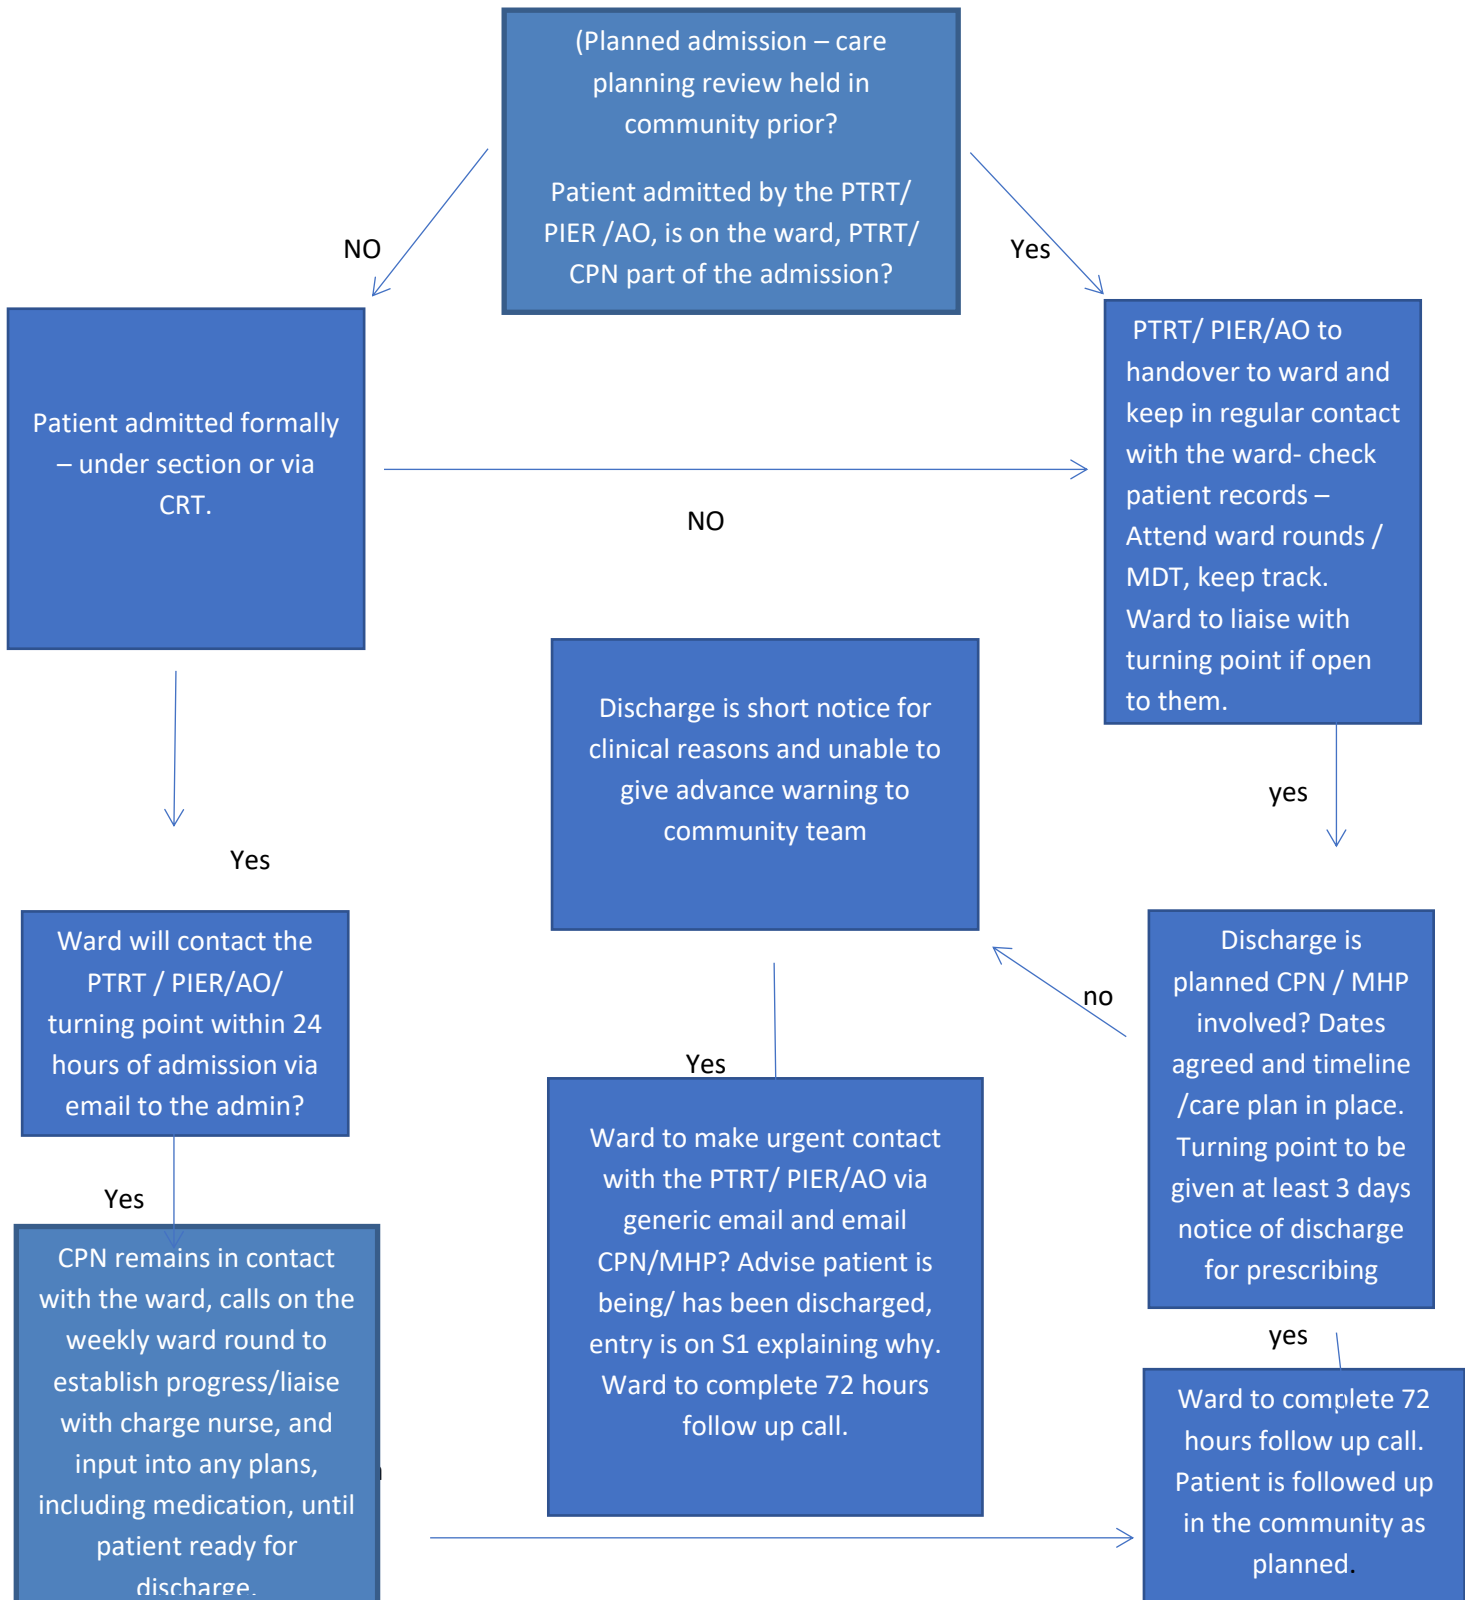 (Planned admission – care
planning review held in
community prior?
Patient admitted by the PTRT/
PIER /AO, is on the ward, PTRT/
CPN part of the admission?
NO
Yes
Patient admitted formally
– under section or via
CRT.
NO
PTRT/ PIER/AO to
handover to ward and
keep in regular contact
with the ward- check
patient records –
Attend ward rounds /
MDT, keep track.
Ward to liaise with
turning point if open
to them.
Yes
yes
Discharge is short notice for
clinical reasons and unable to
give advance warning to
community team
Ward will contact the
PTRT / PIER/AO/
turning point within 24
hours of admission via
email to the admin?
no
Discharge is
planned CPN / MHP
involved? Dates
agreed and timeline
/care plan in place.
Turning point to be
given at least 3 days
notice of discharge
for prescribing
Yes
Yes
Ward to make urgent contact
with the PTRT/ PIER/AO via
generic email and email
CPN/MHP? Advise patient is
being/ has been discharged,
entry is on S1 explaining why.
Ward to complete 72 hours
follow up call.
yes
CPN remains in contact
with the ward, calls on the
weekly ward round to
establish progress/liaise
with charge nurse, and
input into any plans,
including medication, until
patient ready for
discharge.
Ward to complete 72
hours follow up call.
Patient is followed up
in the community as
planned.